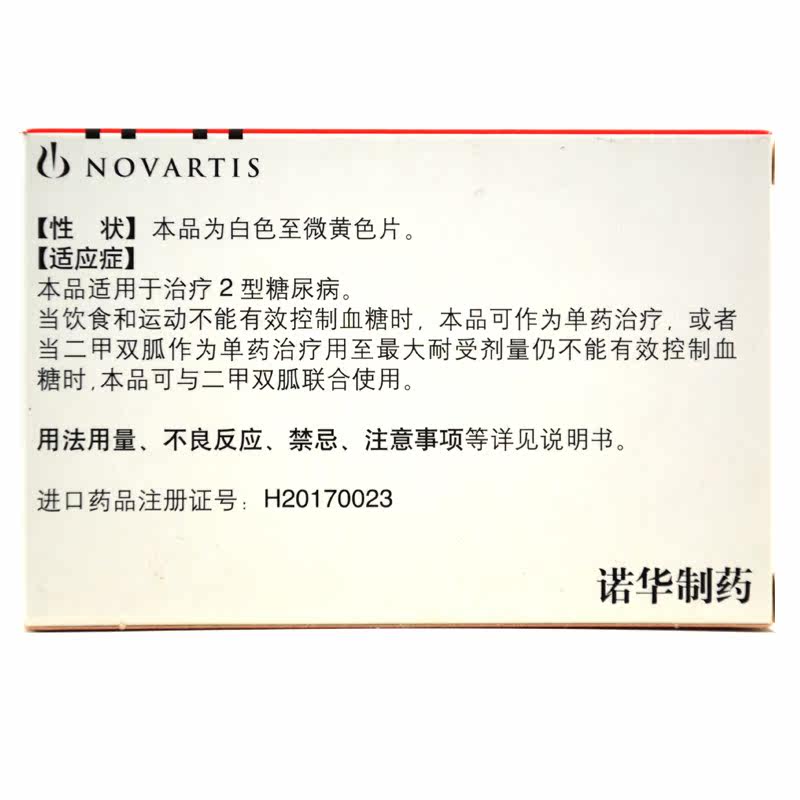 NOVARTIS
【性　状】本品为白色至微黄色片。
【适应症】
本品适用于治疗2型糖尿病。
当饮食和运动不能有效控制血糖时，本品可作为单药治疗，或者
当二甲双胍作为单药治疗用至最大耐受剂量仍不能有效控制血
糖时,本品可与二甲双胍联合使用。
用法用量、不良反应、禁忌、注意事项等详见说明书。
进口药品注册证号：H20170023
诺华制药